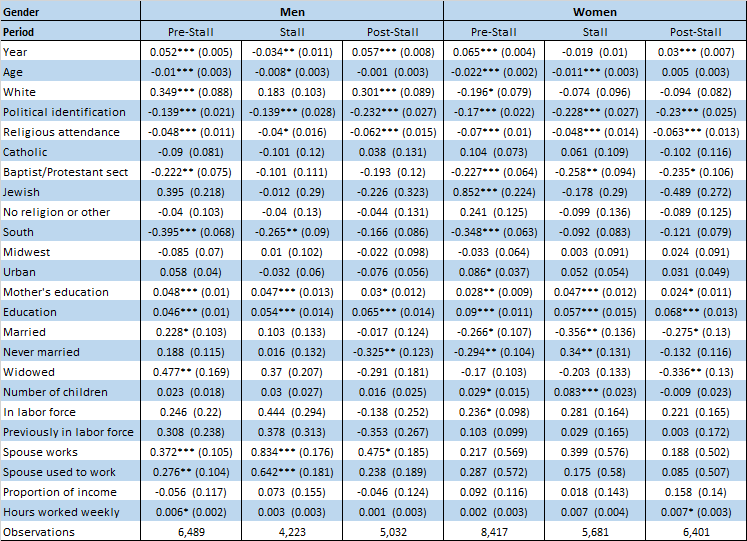 Gender Men Women
Period Pre-Stall Stall Post-Stall Pre-Stall Stall Post-Stall
Year 0.052*** (0.005) -0.034** (0.011) 0.057*** (0.008) 0.065*** (0.004) -0.019 (0.01) 0.03*** (0.007)
Age -0.01*** (0.003) -0.008* (0.003) -0.001 (0.003) -0.022*** (0.002) -0.011*** (0.003) 0.005 (0.003)
White 0.349*** (0.088) 0.183 (0.103) 0.301*** (0.089) -0.196* (0.079) -0.074 (0.096) -0.094 (0.082)
Political identification -0.139*** (0.021) -0.139*** (0.028) -0.232*** (0.027) -0.17*** (0.022) -0.228*** (0.027) -0.23*** (0.025)
Religious attendance -0.048*** (0.011) -0.04* (0.016) -0.062*** (0.015) -0.07*** (0.01) -0.048*** (0.014) -0.063*** (0.013)
Catholic -0.09 (0.081) -0.101 (0.12) 0.038 (0.131) 0.104 (0.073) 0.061 (0.109) -0.102 (0.116)
Baptist/Protestant sect -0.222** (0.075) -0.101 (0.111) -0.193 (0.12) -0.227*** (0.064) -0.258** (0.094) -0.235* (0.106)
Jewish 0.395 (0.218) -0.012 (0.29) -0.226 (0.323) 0.852*** (0.224) -0.178 (0.29) -0.489 (0.272)
No religion or other -0.04 (0.103) -0.04 (0.13) -0.044 (0.131) 0.241 (0.125) -0.099 (0.136) -0.089 (0.125)
South -0.395*** (0.068) -0.265** (0.09) -0.166 (0.086) -0.348*** (0.063) -0.092 (0.083) -0.121 (0.079)
Midwest -0.085 (0.07) 0.01 (0.102) -0.022 (0.098) -0.033 (0.064) 0.003 (0.091) 0.024 (0.091)
Urban 0.058 (0.04) -0.032 (0.06) -0.076 (0.056) 0.086* (0.037) 0.052 (0.054) 0.031 (0.049)
Mother's education 0.048*** (0.01) 0.047*** (0.013) 0.03* (0.012) 0.028** (0.009) 0.047*** (0.012) 0.024* (0.011)
Education 0.046*** (0.01) 0.054*** (0.014) 0.065*** (0.014) 0.09*** (0.011) 0.057*** (0.015) 0.068*** (0.013)
Married 0.228* (0.103) 0.103 (0.133) -0.017 (0.124) -0.266* (0.107) -0.356** (0.136) -0.275* (0.13)
Never married 0.188 (0.115) 0.016 (0.132) -0.325** (0.123) -0.294** (0.104) 0.34** (0.131) -0.132 (0.116)
Widowed 0.477** (0.169) 0.37 (0.207) -0.291 (0.181) -0.17 (0.103) -0.203 (0.133) -0.336** (0.13)
Number of children 0.023 (0.018) 0.03 (0.027) 0.016 (0.025) 0.029* (0.015) 0.083*** (0.023) -0.009 (0.023)
In labor force 0.246 (0.22) 0.444 (0.294) -0.138 (0.252) 0.236* (0.098) 0.281 (0.164) 0.221 (0.165)
Previously in labor force 0.308 (0.238) 0.378 (0.313) -0.353 (0.267) 0.103 (0.099) 0.029 (0.165) 0.003 (0.172)
Spouse works 0.372*** (0.105) 0.834*** (0.176) 0.475* (0.185) 0.217 (0.569) 0.399 (0.576) 0.188 (0.502)
Spouse used to work 0.276** (0.104) 0.642*** (0.181) 0.238 (0.189) 0.287 (0.572) 0.175 (0.58) 0.085 (0.507)
Proportion of income -0.056 (0.117) 0.073 (0.155) -0.046 (0.124) 0.092 (0.116) 0.018 (0.143) 0.158 (0.14)
Hours worked weekly 0.006* (0.002) 0.003 (0.003) 0.001 (0.003) 0.002 (0.003) 0.007 (0.004) 0.007* (0.003)
Observations 6,489 4,223 5,032 8,417 5,681 6,401